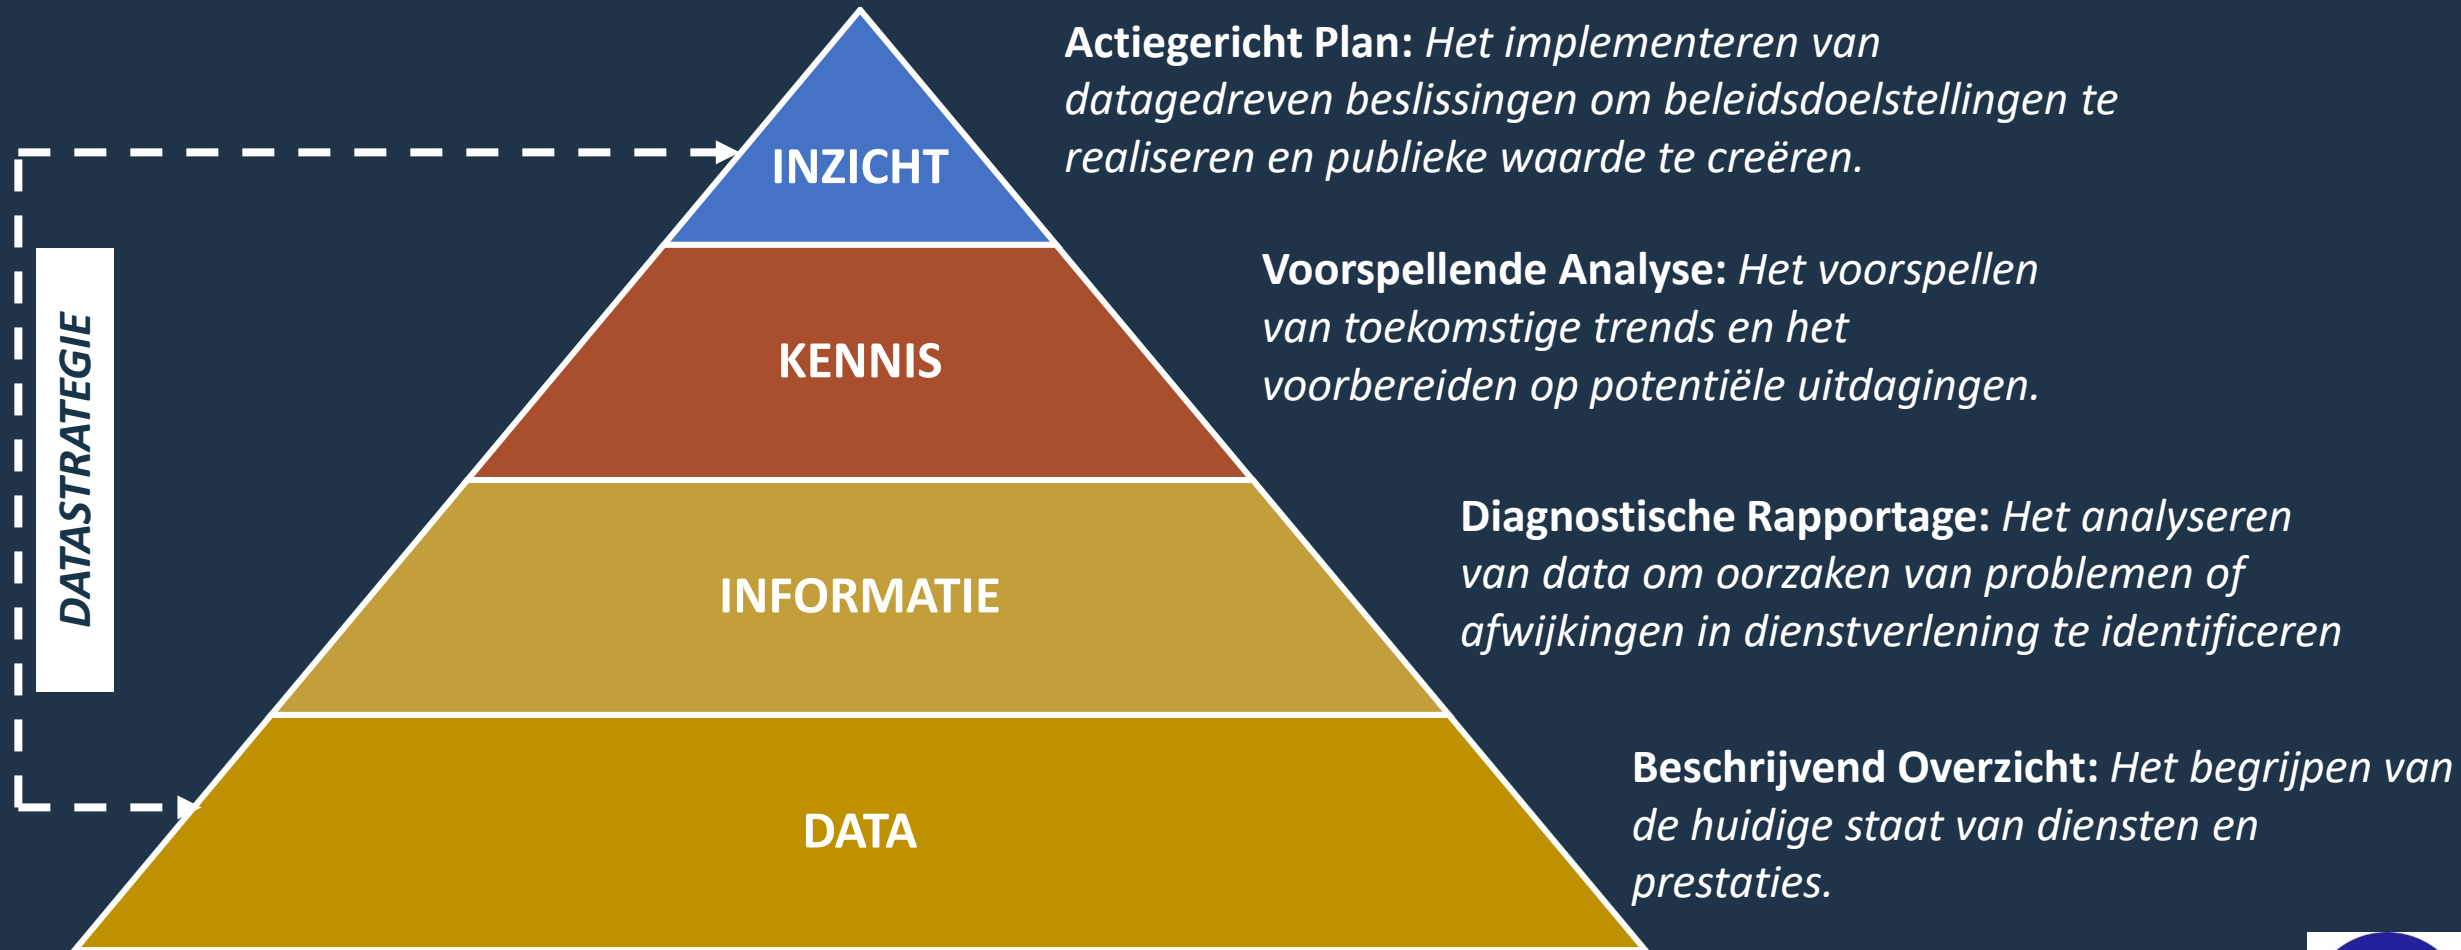 Actiegericht Plan: Het implementeren van
datagedreven beslissingen om beleidsdoelstellingen te
realiseren en publieke waarde te creëren.
INZICHT
Voorspellende Analyse: Het voorspellen
van toekomstige trends en het
voorbereiden op potentiële uitdagingen.
KENNIS
DATASTRATEGIE
Diagnostische Rapportage: Het analyseren
van data om oorzaken van problemen of
afwijkingen in dienstverlening te identificeren
INFORMATIE
Beschrijvend Overzicht: Het begrijpen van
de huidige staat van diensten en
prestaties.
DATA